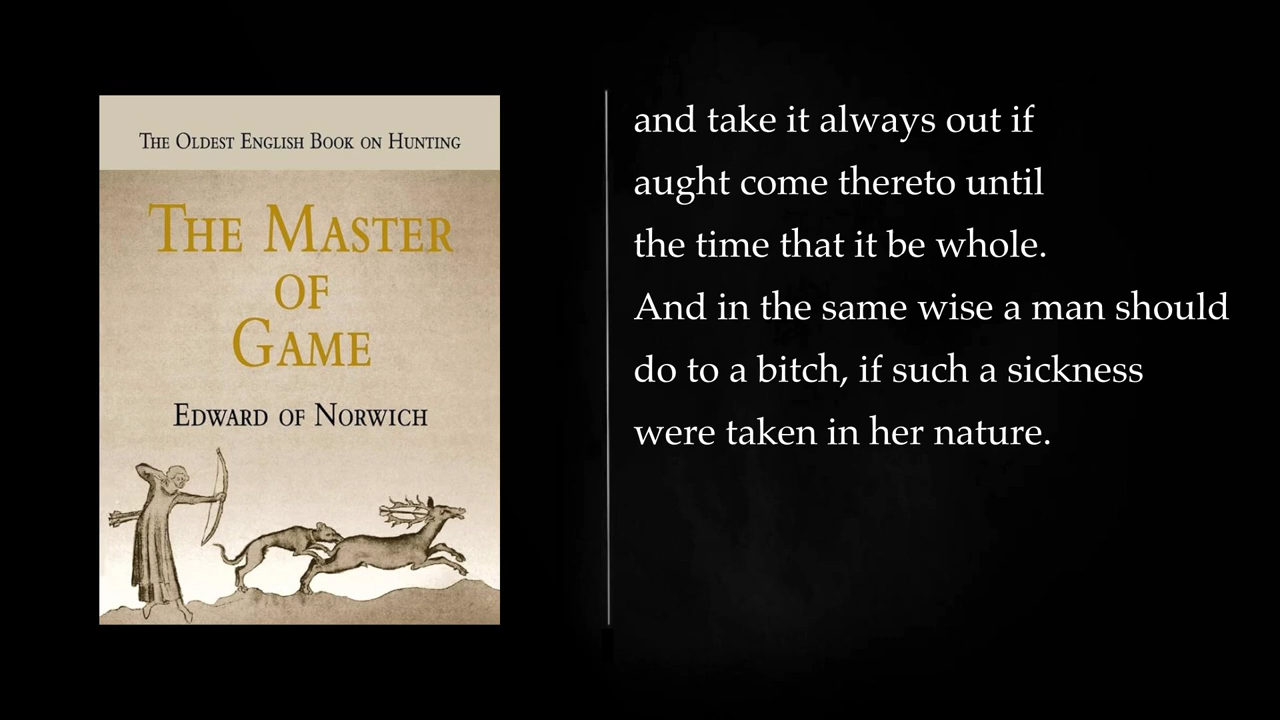 The Oldest English Book on Hunting
The Master
of
Game
Edward of Norwich
and take it always out if
aught come thereto until
the time that it be whole.
And in the same wise a man should
do to a bitch, if such a sickness
were taken in her nature.